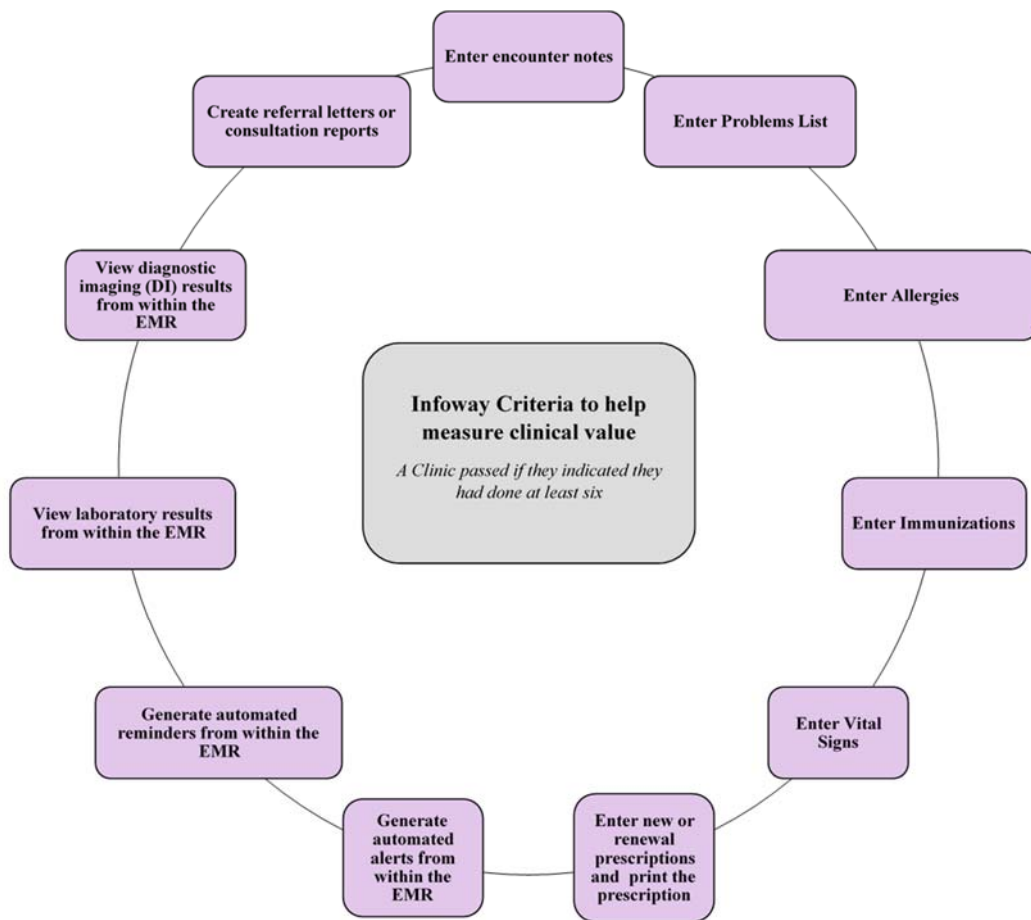 Enter encounter notes
Enter Problems List
Enter Allergies
Enter Immunizations
Enter Vital
Signs
Enter new or
renewal
prescriptions
and print the
prescription
Generate
automated
alerts from
within the
EMR
Generate automated
reminders from within the
EMR
View laboratory results
from within the EMR
View diagnostic
imaging (DI) results
from within the
EMR
Create referral letters or
consultation reports
Infoway Criteria to help
measure clinical value
A Clinic passed if they indicated they
had done at least six